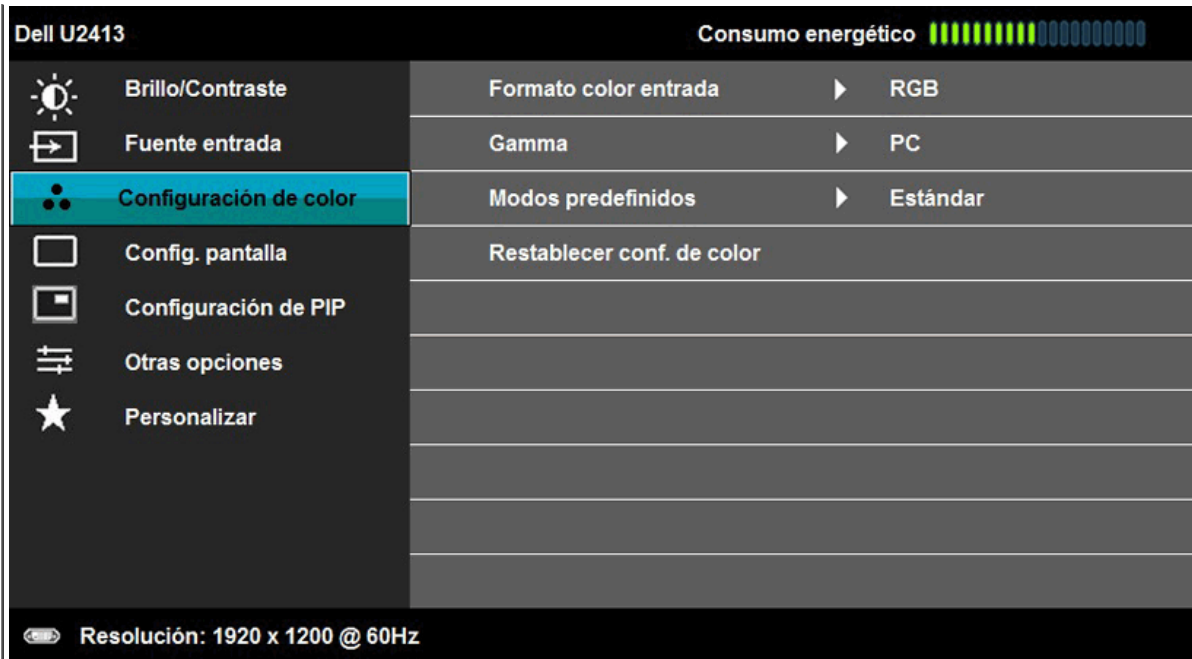 Dell U2413 Consumo energético
Brillo/Contraste Formato color entrada RGB
Fuente entrada Gamma PC
Configuración de color Modos predefinidos Estándar
Config. pantalla Restablecer conf. de color
Configuración de PIP
Otras opciones
Personalizar
Resolución: 1920 x 1200 @ 60Hz